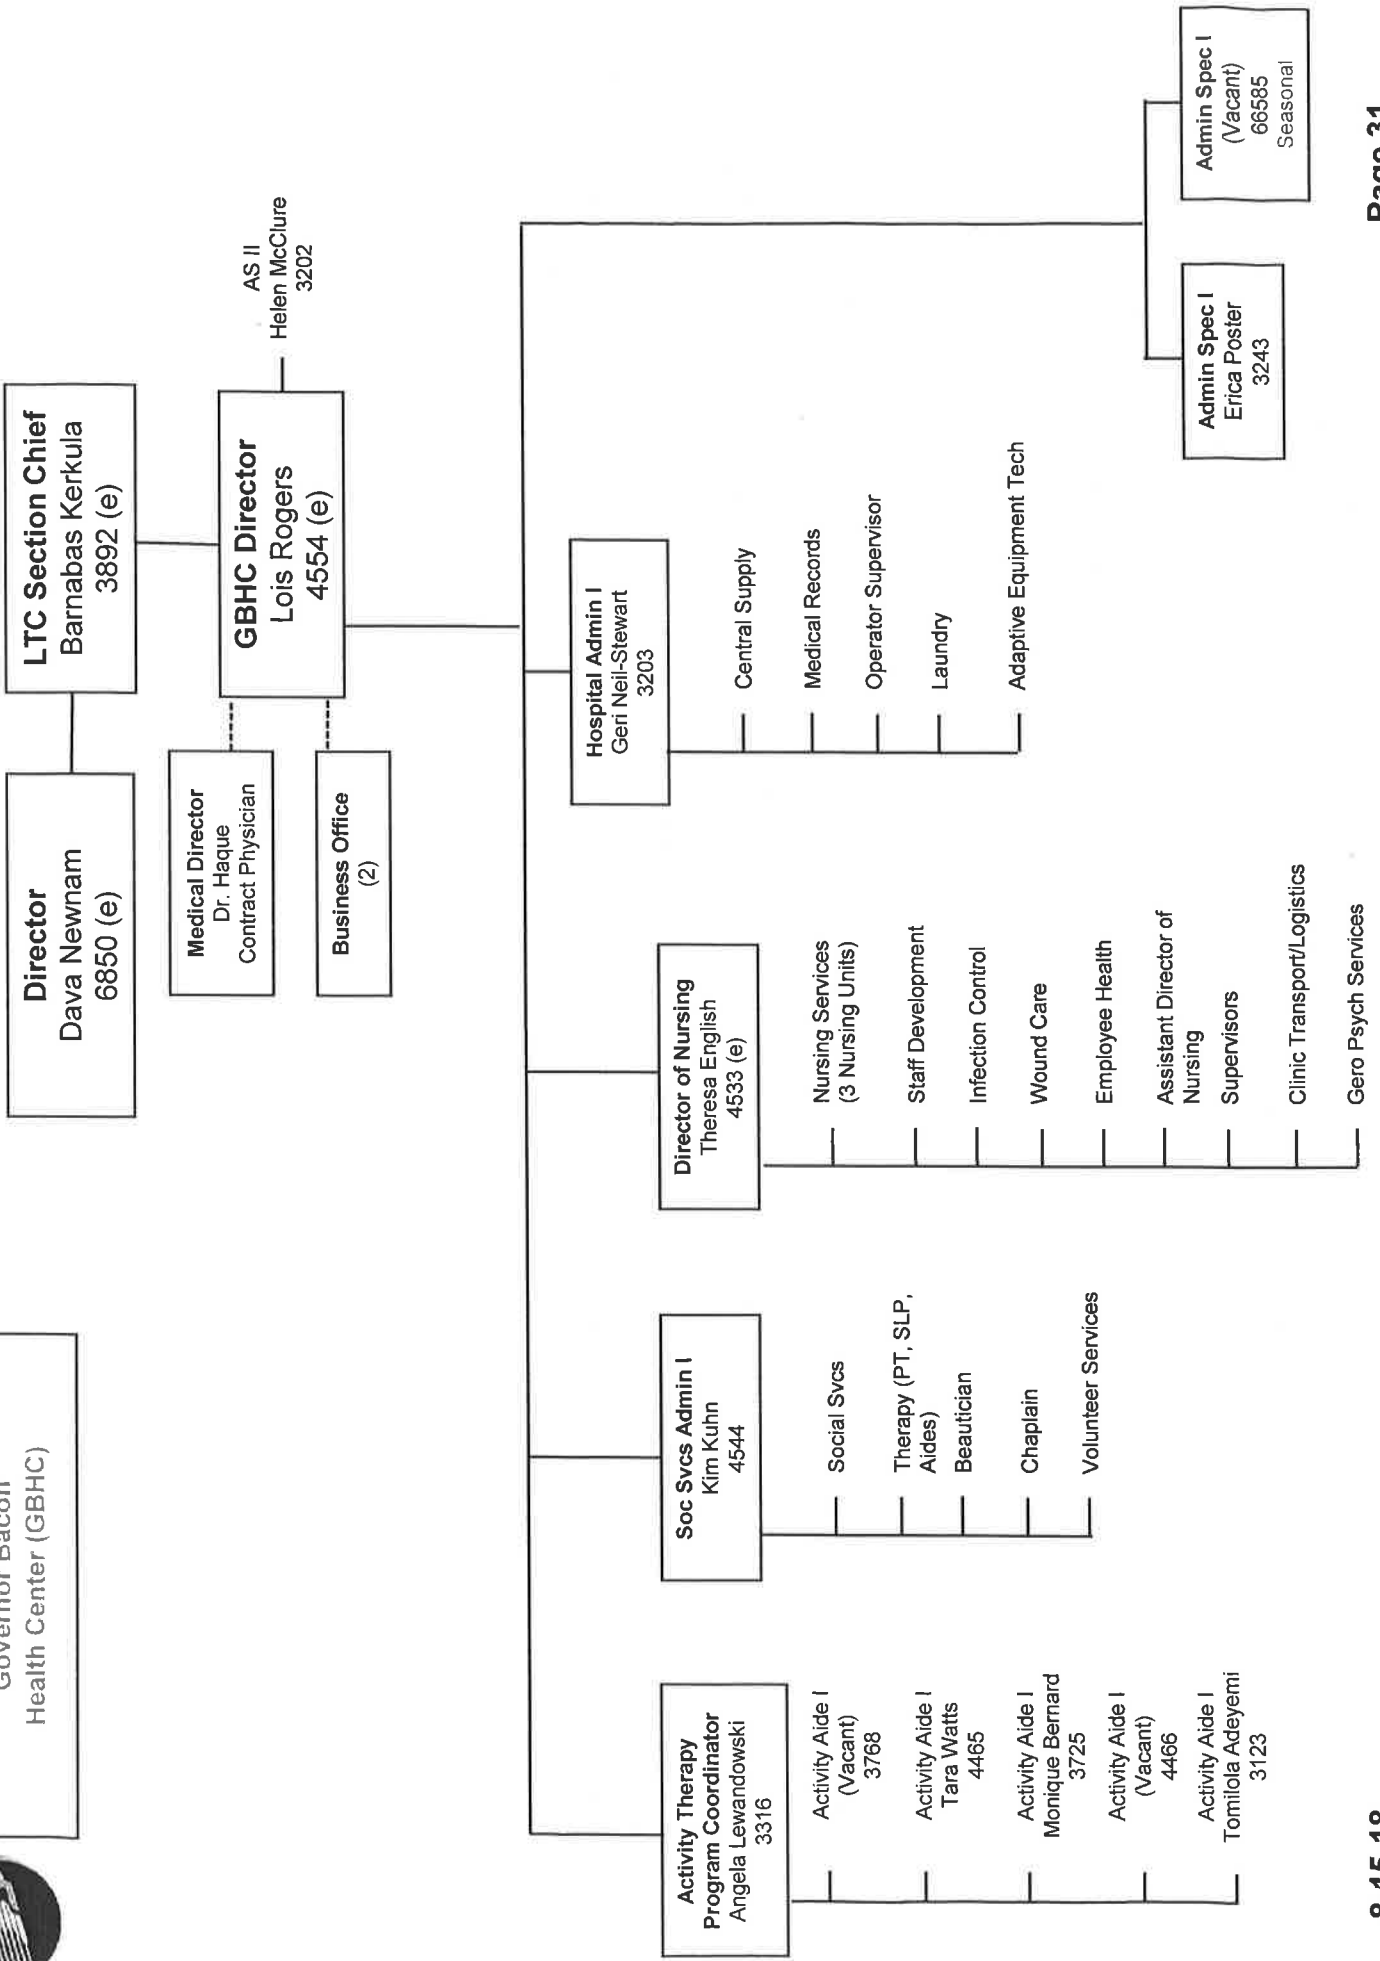 Governor Bacon
Health Center (GBHC)
Director
Dava Newnam
6850 (e)
LTC Section Chief
Barnabas Kerkula
3892 (e)
Medical Director
Dr. Haque
Contract Physician
Business Office
(2)
GBHC Director
Lois Rogers
4554 (e)
AS II
Helen McClure
3202
Activity Therapy
Program Coordinator
Angela Lewandowski
3316
Activity Aide I
(Vacant)
3768
Activity Aide I
Tara Watts
4465
Activity Aide I
Monique Bernard
3725
Activity Aide I
(Vacant)
4466
Activity Aide I
Tomilola Adeyemi
3123
Soc Svcs Admin I
Kim Kuhn
4544
Social Svcs
Therapy (PT, SLP,
Aides)
Beautician
Chaplain
Volunteer Services
Director of Nursing
Theresa English
4533 (e)
Nursing Services
(3 Nursing Units)
Staff Development
Infection Control
Wound Care
Employee Health
Assistant Director of
Nursing
Supervisors
Clinic Transport/Logistics
Gero Psych Services
Hospital Admin I
Geri Neil-Stewart
3203
Central Supply
Medical Records
Operator Supervisor
Laundry
Adaptive Equipment Tech
Admin Spec I
Erica Poster
3243
Admin Spec I
(Vacant)
66585
Seasonal
8-15-18
Page 31